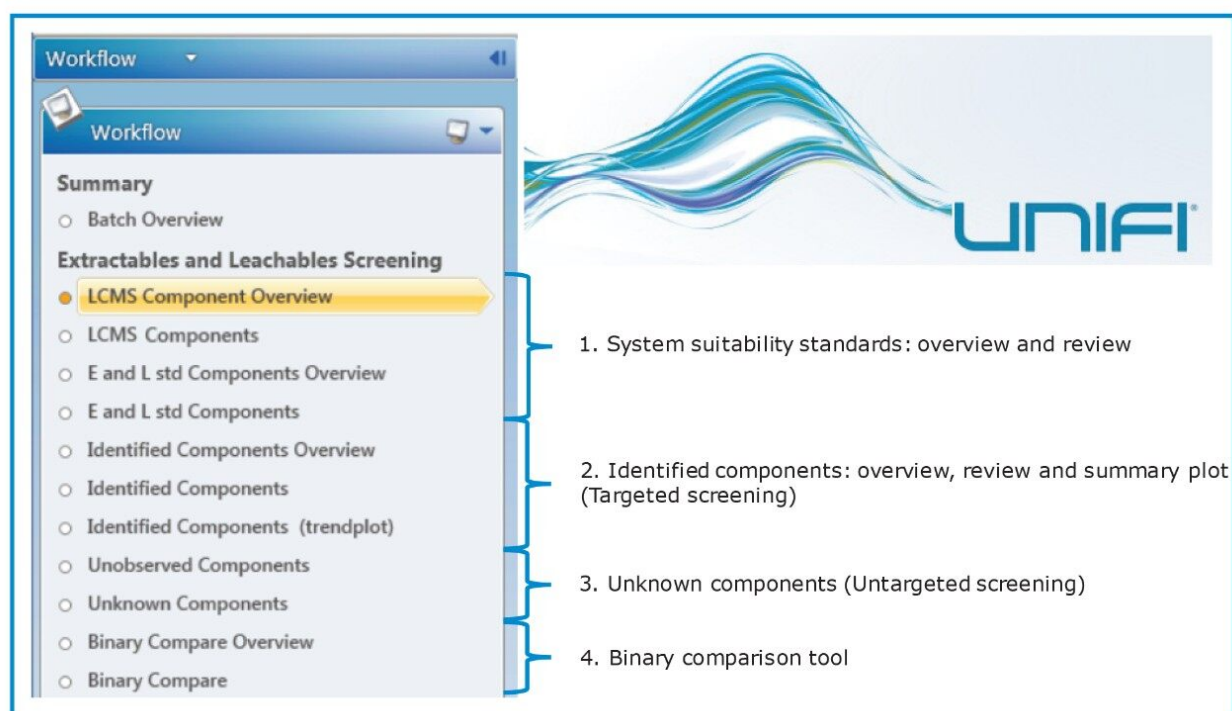 Workflow
Workflow
Summary
Batch Overview
Extractables and Leachables Screening
LCMS Component Overview
LCMS Components
E and L std Components Overview
E and L std Components
Identified Components Overview
Identified Components
Identified Components (trendplot)
Unobserved Components
Unknown Components
Binary Compare Overview
Binary Compare
UNIFI®
1. System suitability standards: overview and review
2. Identified components: overview, review and summary plot
(Targeted screening)
3. Unknown components (Untargeted screening)
4. Binary comparison tool